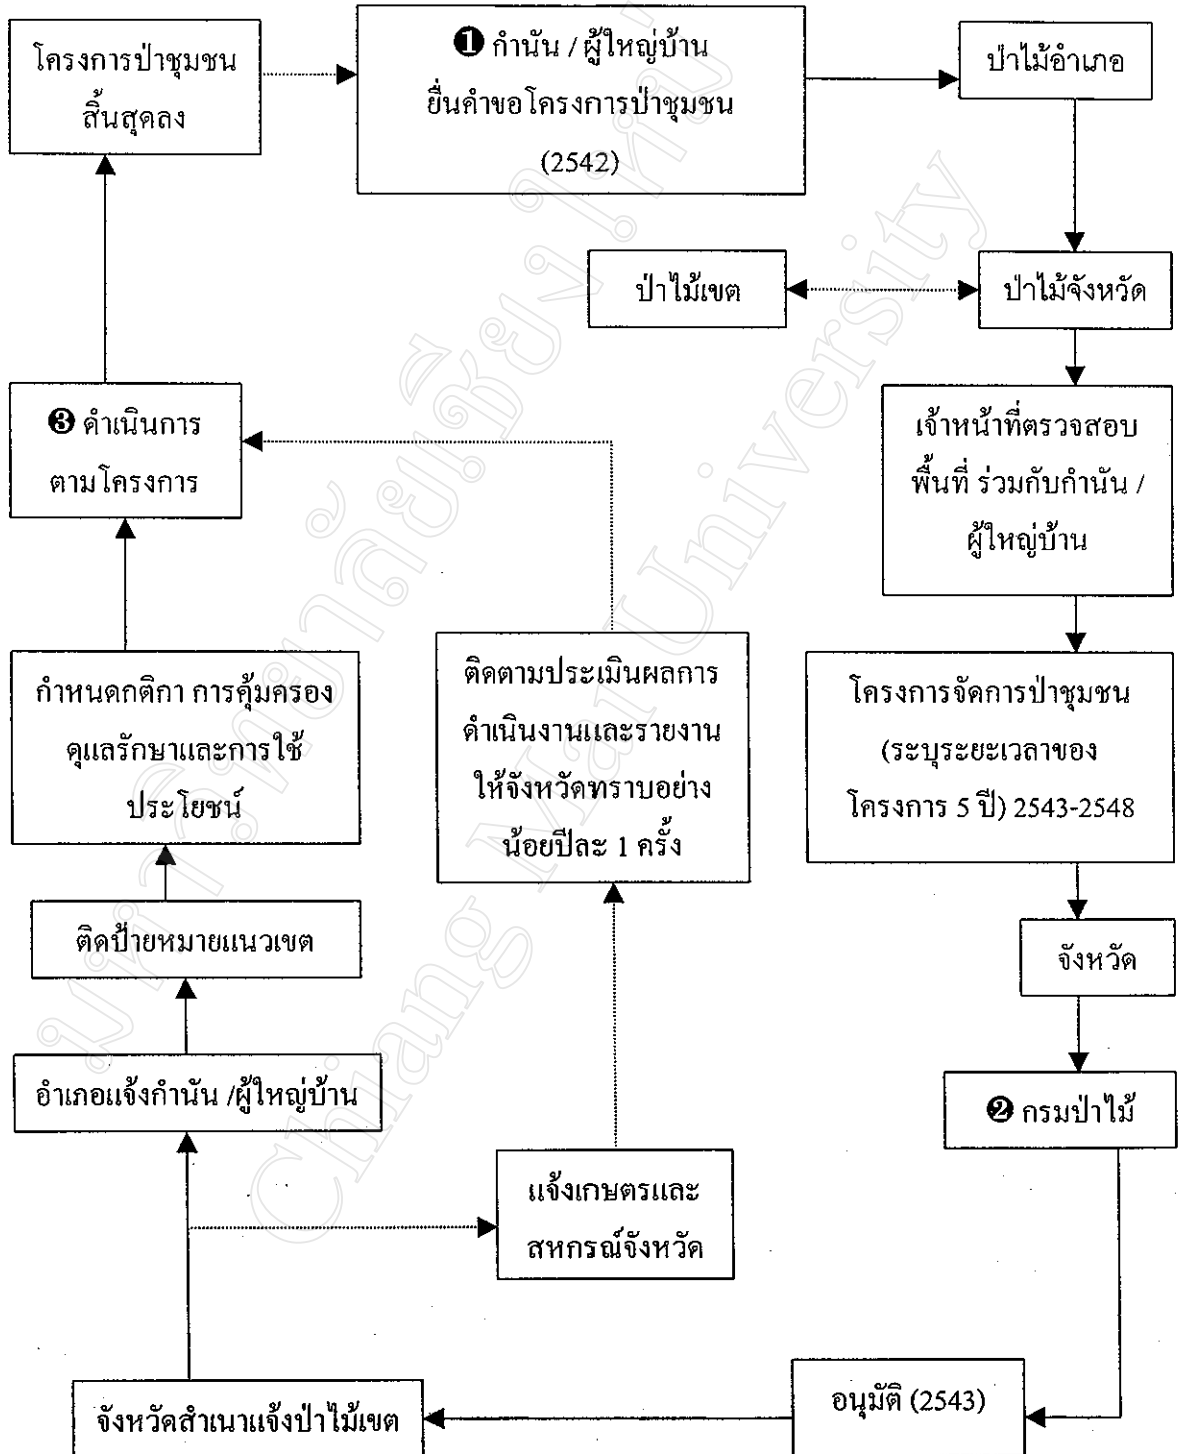 โครงการป่าชุมชน
สิ้นสุดลง
❶ กำนัน / ผู้ใหญ่บ้าน
ยื่นคำขอโครงการป่าชุมชน
(2542)
ป่าไม้อำเภอ
ป่าไม้เขต
ป่าไม้จังหวัด
❸ ดำเนินการ
ตามโครงการ
เจ้าหน้าที่ตรวจสอบ
พื้นที่ ร่วมกับกำนัน /
ผู้ใหญ่บ้าน
กำหนดกติกา การคุ้มครอง
ดูแลรักษาและการใช้
ประโยชน์
ติดตามประเมินผลการ
ดำเนินงานและรายงาน
ให้จังหวัดทราบอย่าง
น้อยปีละ 1 ครั้ง
โครงการจัดการป่าชุมชน
(ระบุระยะเวลาของ
โครงการ 5 ปี) 2543-2548
ติดป้ายหมายแนวเขต
จังหวัด
อำเภอแจ้งกำนัน /ผู้ใหญ่บ้าน
❷ กรมป่าไม้
แจ้งเกษตรและ
สหกรณ์จังหวัด
จังหวัดสำเนาแจ้งป่าไม้เขต
อนุมัติ (2543)
มหาวิทยาลัยเชียงใหม่
Chiang Mai University